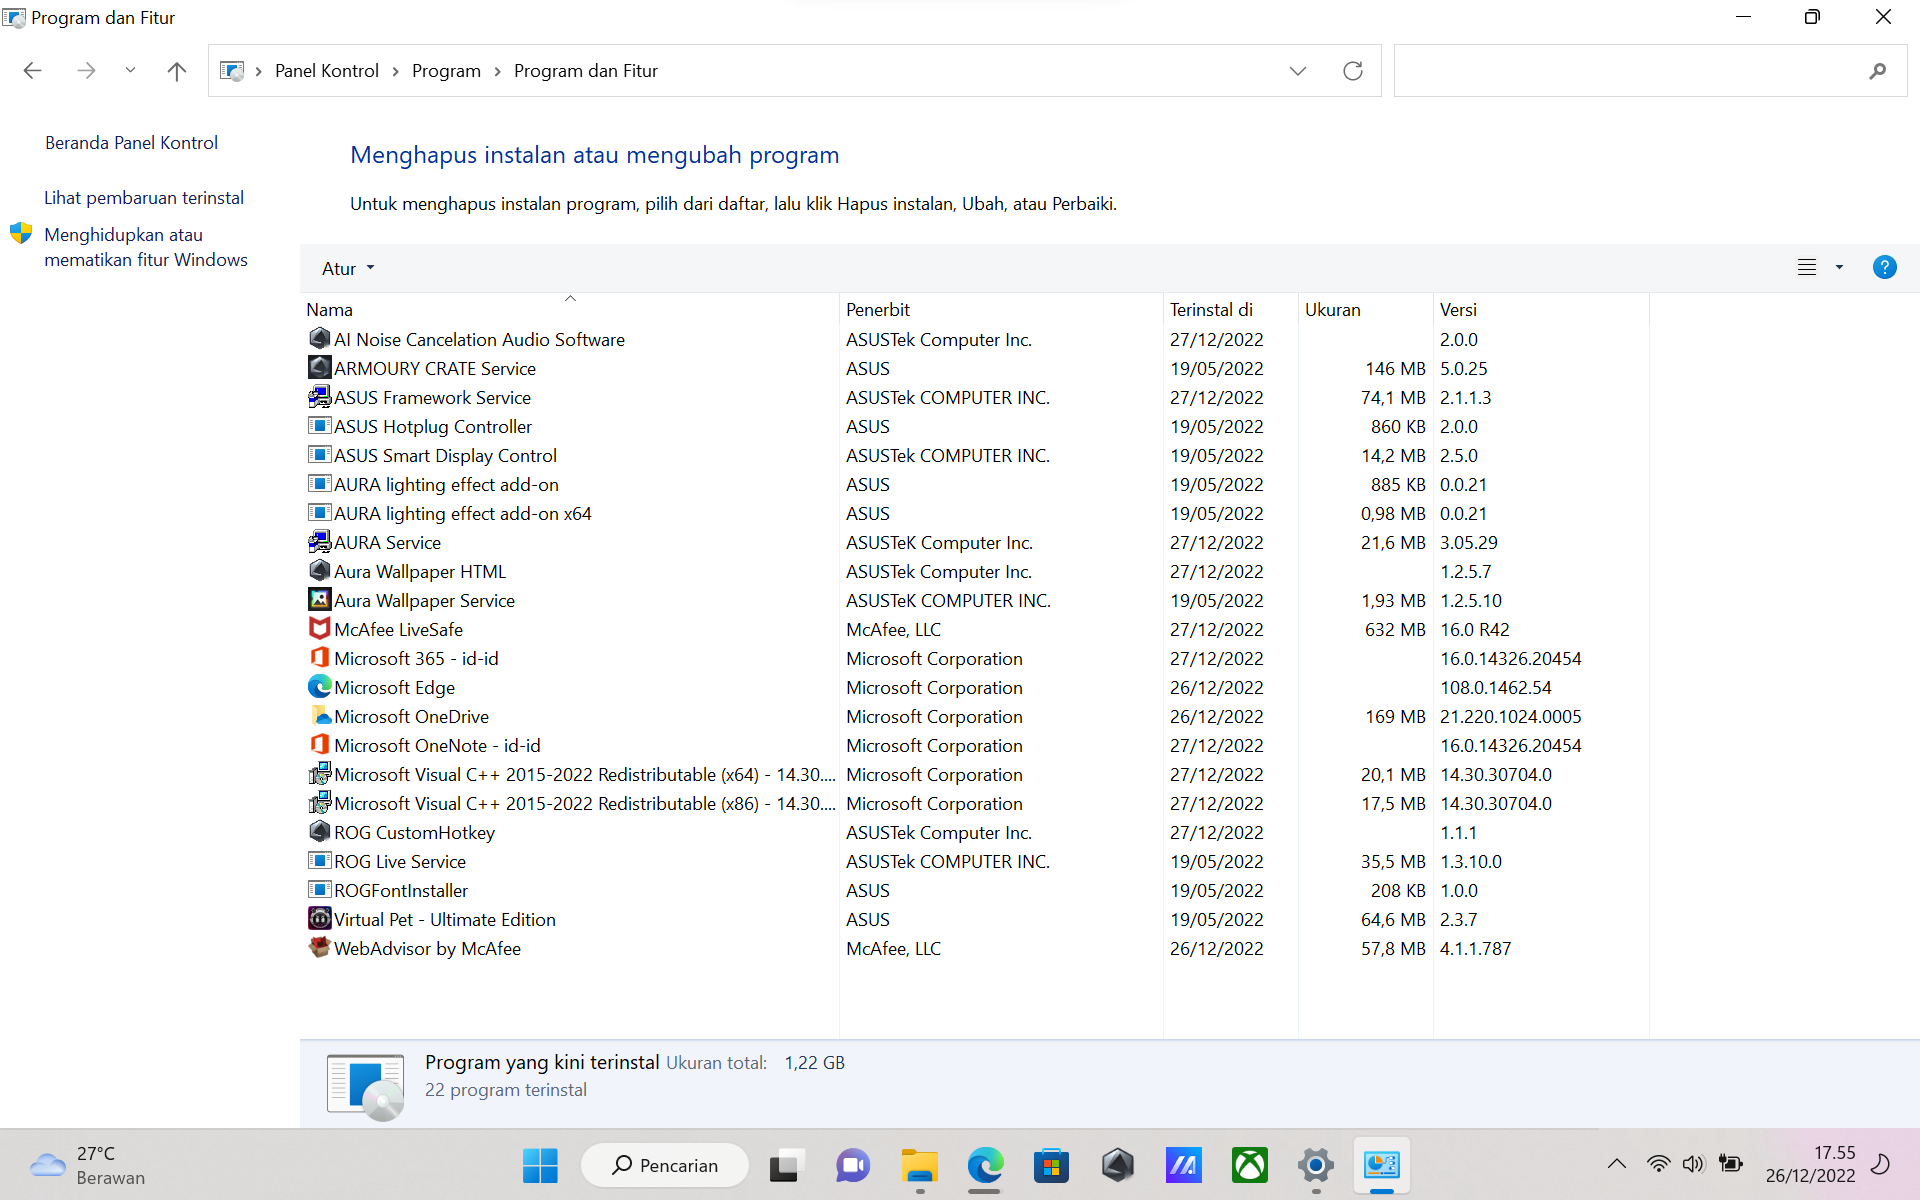 Program dan Fitur
Panel Kontrol Program Program dan Fitur
Beranda Panel Kontrol
Lihat pembaruan terinstal
Menghidupkan atau
mematikan fitur Windows
Menghapus instalan atau mengubah program
Untuk menghapus instalan program, pilih dari daftar, lalu klik Hapus instalan, Ubah, atau Perbaiki.
Atur
Nama Penerbit Terinstal di Ukuran Versi
AI Noise Cancelation Audio Software ASUSTek Computer Inc. 27/12/2022 2.0.0
ARMOURY CRATE Service ASUS 19/05/2022 146 MB 5.0.25
ASUS Framework Service ASUSTek COMPUTER INC. 27/12/2022 74,1 MB 2.1.1.3
ASUS Hotplug Controller ASUS 19/05/2022 860 KB 2.0.0
ASUS Smart Display Control ASUSTek COMPUTER INC. 19/05/2022 14,2 MB 2.5.0
AURA lighting effect add-on ASUS 19/05/2022 885 KB 0.0.21
AURA lighting effect add-on x64 ASUS 19/05/2022 0,98 MB 0.0.21
AURA Service ASUSTeK Computer Inc. 27/12/2022 21,6 MB 3.05.29
Aura Wallpaper HTML ASUSTek Computer Inc. 27/12/2022 1.2.5.7
Aura Wallpaper Service ASUSTeK COMPUTER INC. 19/05/2022 1,93 MB 1.2.5.10
McAfee LiveSafe McAfee, LLC 27/12/2022 632 MB 16.0 R42
Microsoft 365 - id-id Microsoft Corporation 27/12/2022 16.0.14326.20454
Microsoft Edge Microsoft Corporation 26/12/2022 108.0.1462.54
Microsoft OneDrive Microsoft Corporation 26/12/2022 169 MB 21.220.1024.0005
Microsoft OneNote - id-id Microsoft Corporation 27/12/2022 16.0.14326.20454
Microsoft Visual C++ 2015-2022 Redistributable (x64) - 14.30.... Microsoft Corporation 27/12/2022 20,1 MB 14.30.30704.0
Microsoft Visual C++ 2015-2022 Redistributable (x86) - 14.30.... Microsoft Corporation 27/12/2022 17,5 MB 14.30.30704.0
ROG CustomHotkey ASUSTek Computer Inc. 27/12/2022 1.1.1
ROG Live Service ASUSTek COMPUTER INC. 19/05/2022 35,5 MB 1.3.10.0
ROGFontInstaller ASUS 19/05/2022 208 KB 1.0.0
Virtual Pet - Ultimate Edition ASUS 19/05/2022 64,6 MB 2.3.7
WebAdvisor by McAfee McAfee, LLC 26/12/2022 57,8 MB 4.1.1.787
Program yang kini terinstal Ukuran total: 1,22 GB
22 program terinstal
27°C
Berawan
Pencarian
17.55
26/12/2022